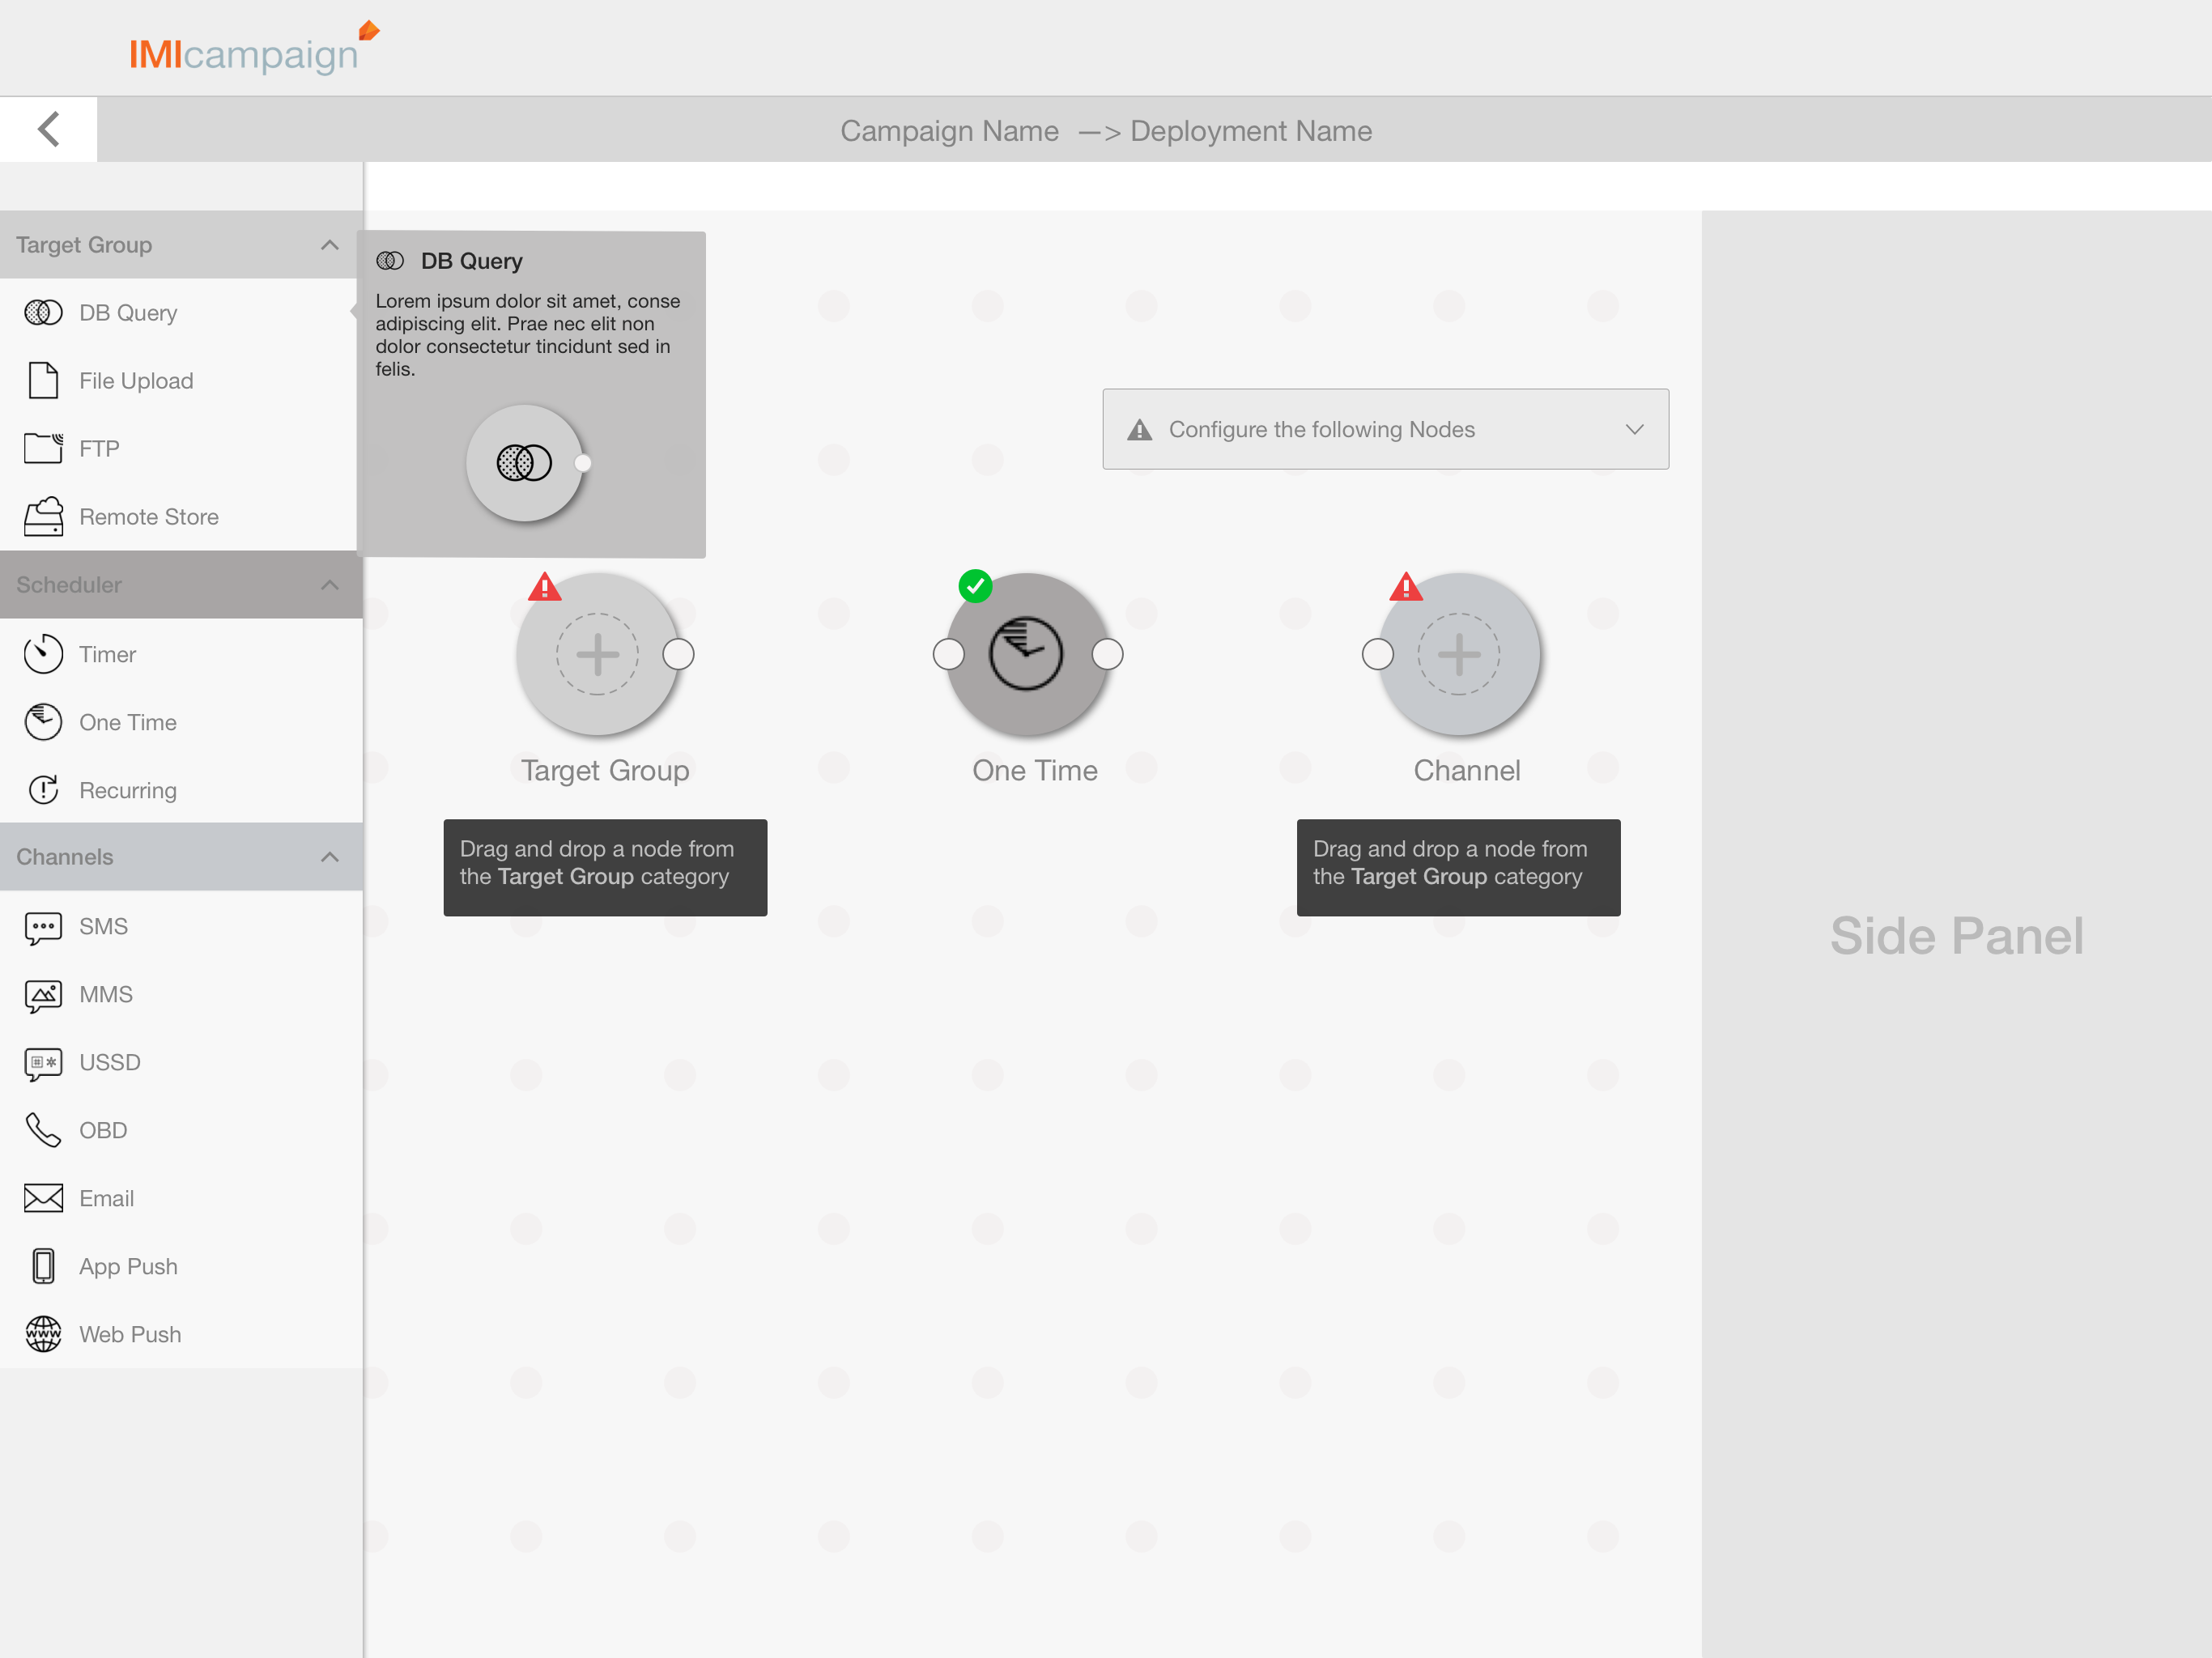 IMIcampaign
Campaign Name —> Deployment Name
Target Group
DB Query
File Upload
FTP
Remote Store
Scheduler
Timer
One Time
Recurring
Channels
SMS
MMS
USSD
OBD
Email
App Push
Web Push
DB Query
Lorem ipsum dolor sit amet, conse
adipiscing elit. Prae nec elit non
dolor consectetur tincidunt sed in
felis.
Configure the following Nodes
Target Group
One Time
Channel
Drag and drop a node from
the Target Group category
Drag and drop a node from
the Target Group category
Side Panel